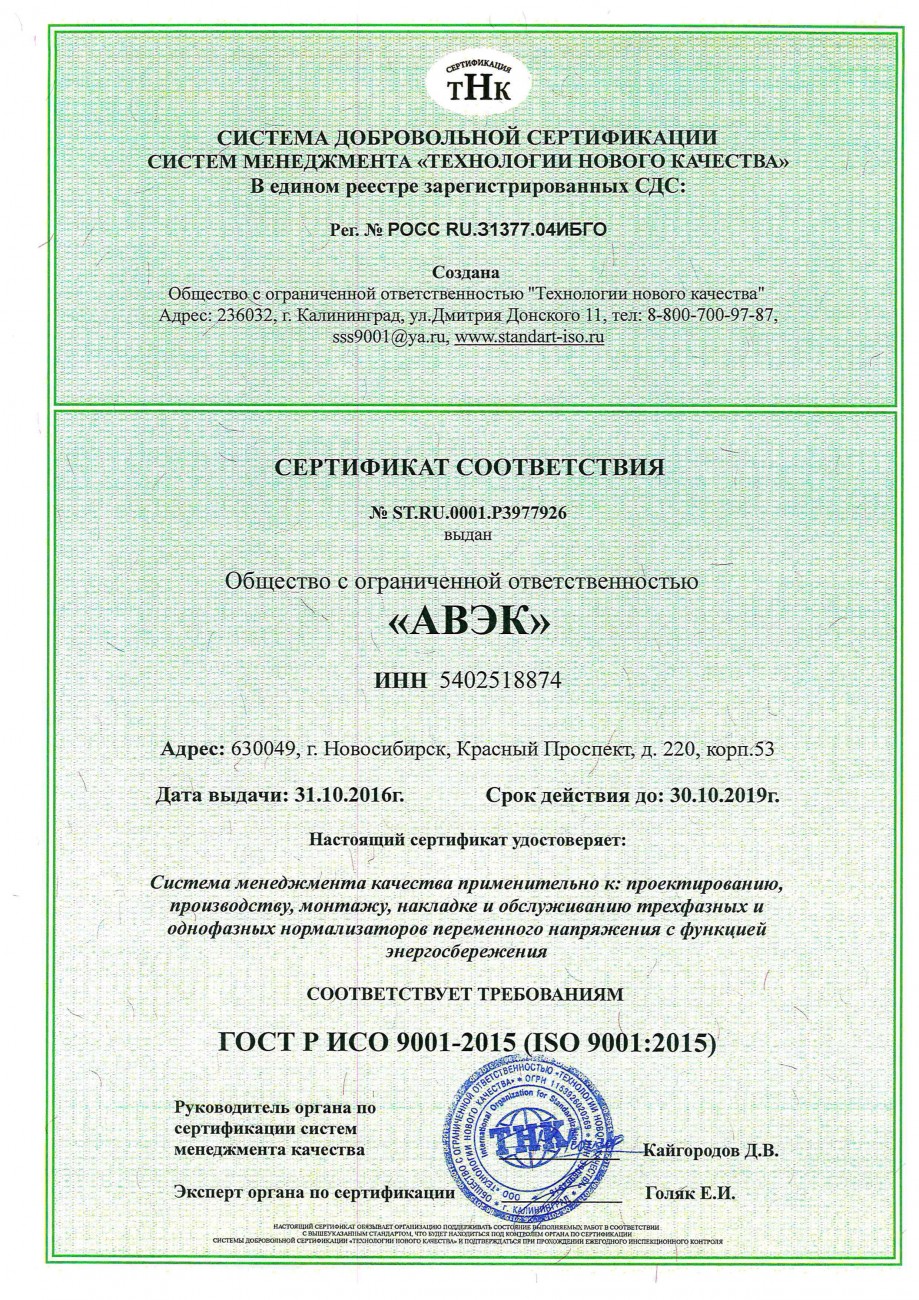 СЕРТИФИКАЦИЯ
ТНК
СИСТЕМА ДОБРОВОЛЬНОЙ СЕРТИФИКАЦИИ
СИСТЕМ МЕНЕДЖМЕНТА «ТЕХНОЛОГИИ НОВОГО КАЧЕСТВА»
В едином реестре зарегистрированных СДС:
Рег. № РОСС RU.З1377.04ИБГО
Создана
Общество с ограниченной ответственностью "Технологии нового качества"
Адрес: 236032, г. Калининград, ул.Дмитрия Донского 11, тел: 8-800-700-97-87,
sss9001@ya.ru, www.standart-iso.ru
СЕРТИФИКАТ СООТВЕТСТВИЯ
№ ST.RU.0001.P3977926
выдан
Общество с ограниченной ответственностью
«АВЭК»
ИНН 5402518874
Адрес: 630049, г. Новосибирск, Красный Проспект, д. 220, корп.53
Дата выдачи: 31.10.2016г. Срок действия до: 30.10.2019г.
Настоящий сертификат удостоверяет:
Система менеджмента качества применительно к: проектированию,
производству, монтажу, накладке и обслуживанию трехфазных и
однофазных нормализаторов переменного напряжения с функцией
энергосбережения
СООТВЕТСТВУЕТ ТРЕБОВАНИЯМ
ГОСТ Р ИСО 9001-2015 (ISO 9001:2015)
Руководитель органа по
сертификации систем
менеджмента качества
Кайгородов Д.В.
Эксперт органа по сертификации
Голяк Е.И.
ОБЩЕСТВО С ОГРАНИЧЕННОЙ ОТВЕТСТВЕННОСТЬЮ «ТЕХНОЛОГИИ НОВОГО КАЧЕСТВА»
г. КАЛИНИНГРАД
ООО «ТЕХНОЛОГИИ НОВОГО КАЧЕСТВА» * ОГРН
International Organization for
ТНК
НАСТОЯЩИЙ СЕРТИФИКАТ ОБЯЗЫВАЕТ ОРГАНИЗАЦИЮ ПОДДЕРЖИВАТЬ СОСТОЯНИЕ ВЫПОЛНЯЕМЫХ РАБОТ В СООТВЕТСТВИИ
С ВЫШЕУКАЗАННЫМ СТАНДАРТОМ, ЧТО БУДЕТ НАХОДИТЬСЯ ПОД КОНТРОЛЕМ ОРГАНА ПО СЕРТИФИКАЦИИ
СИСТЕМЫ ДОБРОВОЛЬНОЙ СЕРТИФИКАЦИИ «ТЕХНОЛОГИИ НОВОГО КАЧЕСТВА» И ПОДТВЕРЖДАТЬСЯ ПРИ ПРОХОЖДЕНИИ ЕЖЕГОДНОГО ИНСПЕКЦИОННОГО КОНТРОЛЯ